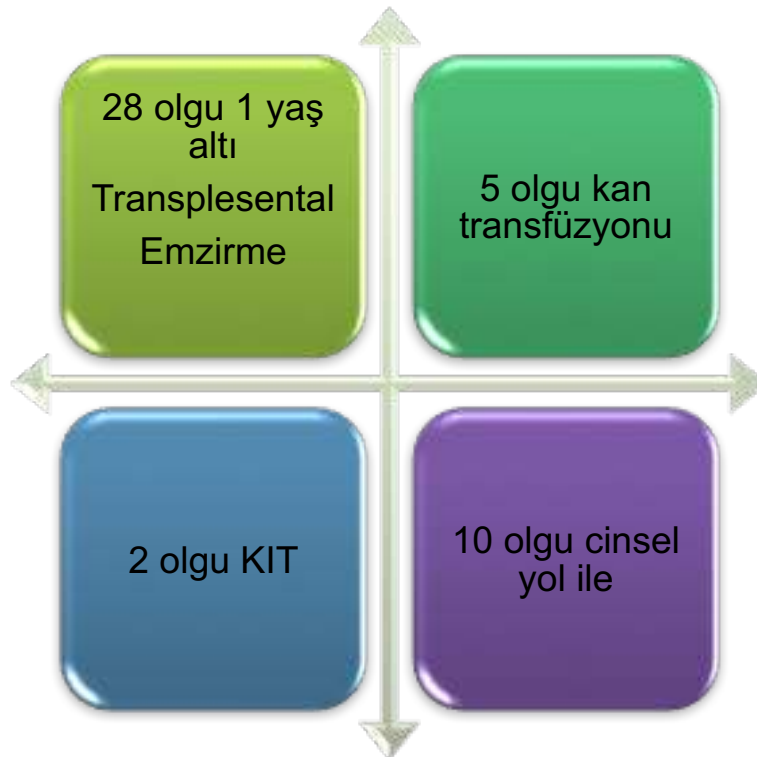 28 olgu 1 yaş
altı
Transplesental
Emzirme
5 olgu kan
transfüzyonu
2 olgu KIT
10 olgu cinsel
yol ile